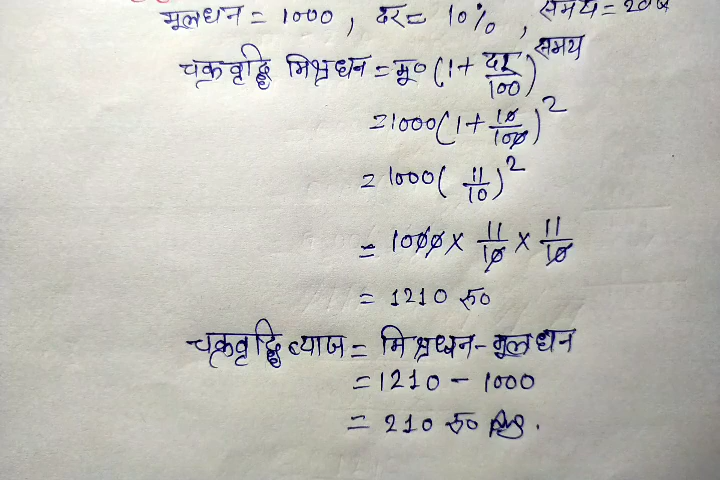 मूलधन = 1000, दर = 10%, समय = 2
चक्रवृद्धि मिश्रधन = मू० (1 + दर/100)^समय
= 1000 (1 + 10/100)^2
= 1000 (11/10)^2
= 1000 × 11/10 × 11/10
= 1210 रू०
चक्रवृद्धि ब्याज = मिश्रधन - मूलधन
= 1210 - 1000
= 210 रू० Ans.